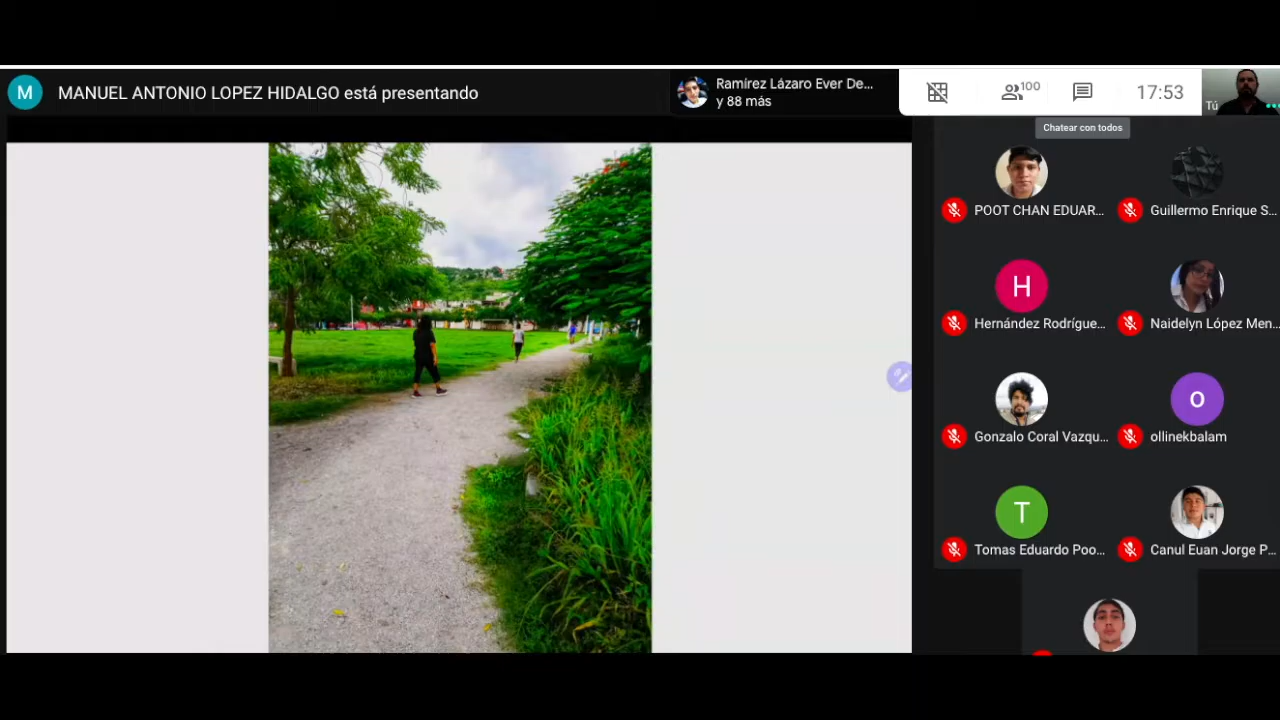 M
MANUEL ANTONIO LOPEZ HIDALGO está presentando
Ramírez Lázaro Ever De...
y 88 más
100
17:53
Tú
Chatear con todos
POOT CHAN EDUAR...
Guillermo Enrique S...
H
Hernández Rodrígue...
Naidelyn López Men...
Gonzalo Coral Vazqu...
o
ollinekbalam
T
Tomas Eduardo Poo...
Canul Euan Jorge P...